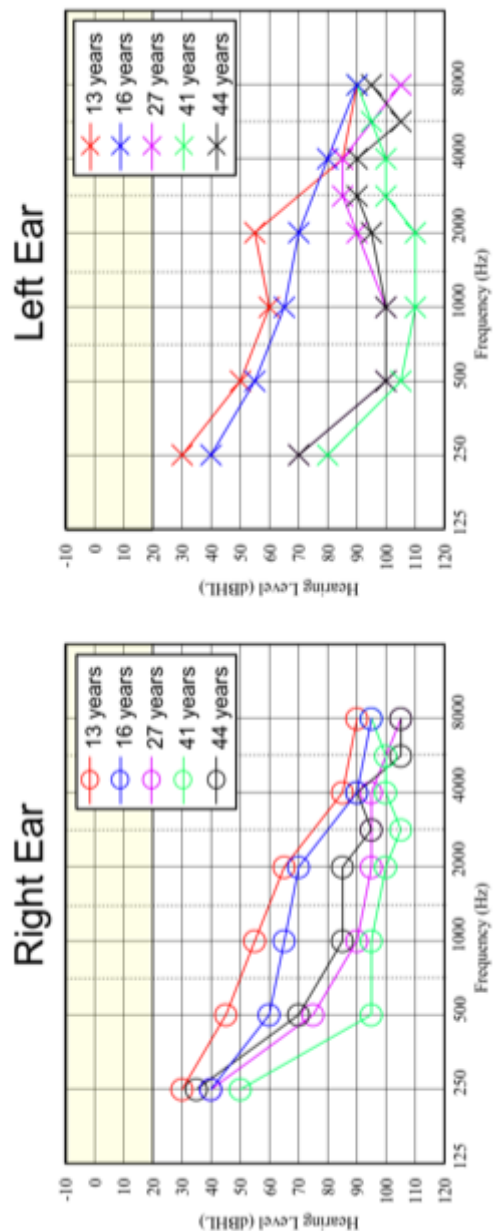 Right Ear
-10
0
10
20
30
40
50
60
70
80
90
100
110
120
Hearing Level (dBHL)
13 years
16 years
27 years
41 years
44 years
125
250
500
1000
2000
4000
8000
Frequency (Hz)
Left Ear
-10
0
10
20
30
40
50
60
70
80
90
100
110
120
Hearing Level (dBHL)
13 years
16 years
27 years
41 years
44 years
125
250
500
1000
2000
4000
8000
Frequency (Hz)